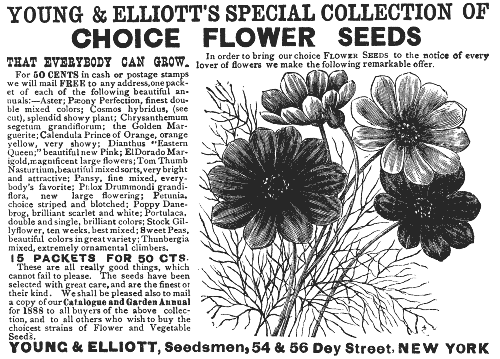 YOUNG & ELLIOTT'S SPECIAL COLLECTION OF
CHOICE FLOWER SEEDS
THAT EVERYBODY CAN GROW.
In order to bring our choice FLOWER SEEDS to the notice of every
lover of flowers we make the following remarkable offer.
For 50 CENTS in cash or postage stamps
we will mail FREE to any address, one pack-
et of each of the following beautiful an-
nuals:—Aster; Pæony Perfection, finest dou-
ble mixed colors; Cosmos hybridus, (see
cut), splendid showy plant; Chrysanthemum
segetum grandiflorum; the Golden Mar-
guerite; Calendula Prince of Orange, orange
yellow, very showy; Dianthus "Eastern
Queen;" beautiful new Pink; El Dorado Mari-
gold, magnificent large flowers; Tom Thumb
Nasturtium, beautiful mixed sorts, very bright
and attractive; Pansy, fine mixed, every-
body's favorite; Phlox Drummondi grandi-
flora, new large flowering; Petunia,
choice striped and blotched; Poppy Dane-
brog, brilliant scarlet and white; Portulaca,
double and single, brilliant colors; Stock Gil-
lyflower, ten weeks, best mixed; Sweet Peas,
beautiful colors in great variety; Thunbergia
mixed, extremely ornamental climbers.
15 PACKETS FOR 50 CTS.
These are all really good things, which
cannot fail to please. The seeds have been
selected with great care, and are the finest of
their kind. We shall be pleased also to mail
a copy of our Catalogue and Garden Annual
for 1888 to all buyers of the above collec-
tion, and to all others who wish to buy the
choicest strains of Flower and Vegetable
Seeds.
YOUNG & ELLIOTT, Seedsmen, 54 & 56 Dey Street, NEW YORK